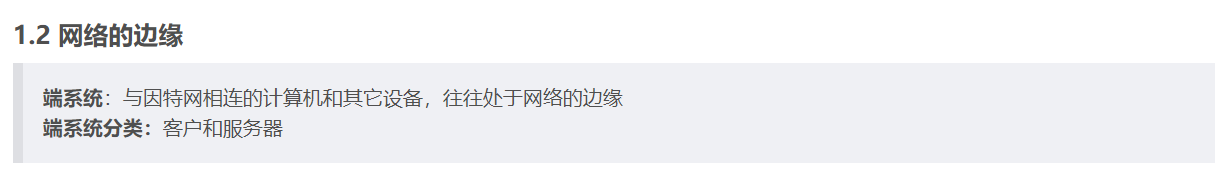 1.2 网络的边缘
端系统：与因特网相连的计算机和其它设备，往往处于网络的边缘
端系统分类：客户和服务器